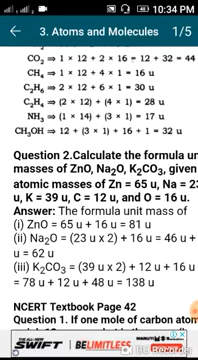 10:34 PM
3. Atoms and Molecules 1/5
CO₂ ⇒ 1 × 12 + 2 × 16 = 12 + 32 = 44
CH₄ ⇒ 1 × 12 + 4 × 1 = 16 u
C₂H₆ ⇒ 2 × 12 + 6 × 1 = 30 u
C₂H₄ ⇒ (2 × 12) + (4 × 1) = 28 u
NH₃ ⇒ (1 × 14) + (3 × 1) = 17 u
CH₃OH ⇒ 12 + (3 × 1) + 16 + 1 = 32 u
Question 2.Calculate the formula un
masses of ZnO, Na₂O, K₂CO₃, given
atomic masses of Zn = 65 u, Na = 23
u, K = 39 u, C = 12 u, and O = 16 u.
Answer: The formula unit mass of
(i) ZnO = 65 u + 16 u = 81 u
(ii) Na₂O = (23 u x 2) + 16 u = 46 u +
u = 62 u
(iii) K₂CO₃ = (39 u x 2) + 12 u + 16 u
= 78 u + 12 u + 48 u = 138 u
NCERT Textbook Page 42
Question 1. If one mole of carbon atom
THE ALL-NEW
SWIFT BELIMITLESS